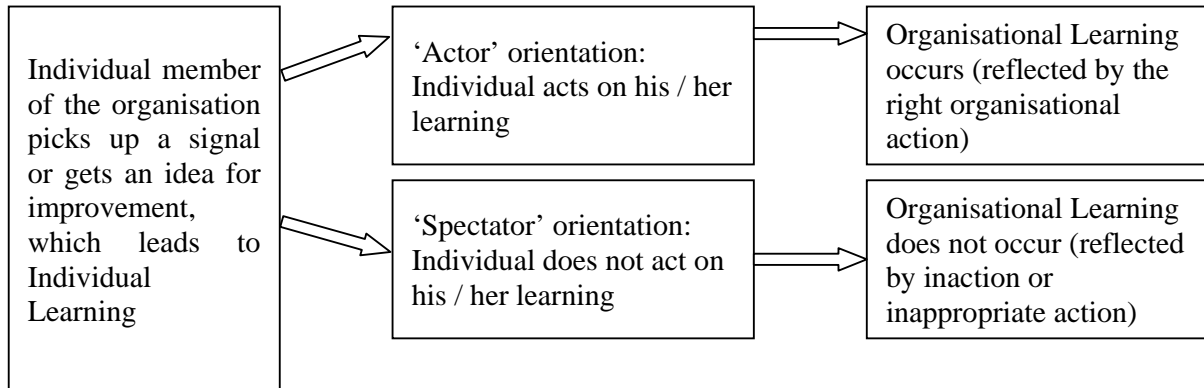 Individual member
of the organisation
picks up a signal
or gets an idea for
improvement,
which leads to
Individual
Learning
‘Actor’ orientation:
Individual acts on his / her
learning
Organisational Learning
occurs (reflected by the
right organisational
action)
‘Spectator’ orientation:
Individual does not act on
his / her learning
Organisational Learning
does not occur (reflected
by inaction or
inappropriate action)